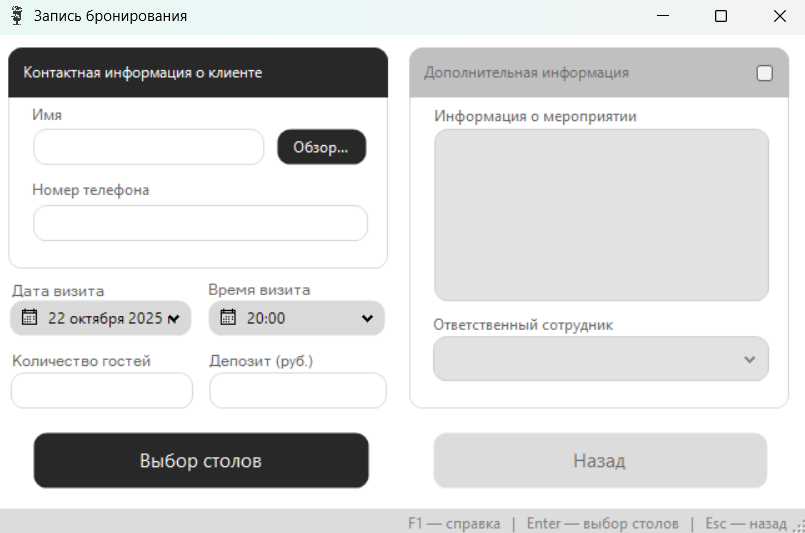 Запись бронирования
Контактная информация о клиенте
Имя
Обзор...
Номер телефона
Дата визита
Время визита
22 октября 2025
20:00
Количество гостей
Депозит (руб.)
Выбор столов
Дополнительная информация
Информация о мероприятии
Ответственный сотрудник
Назад
F1 — справка | Enter — выбор столов | Esc — назад